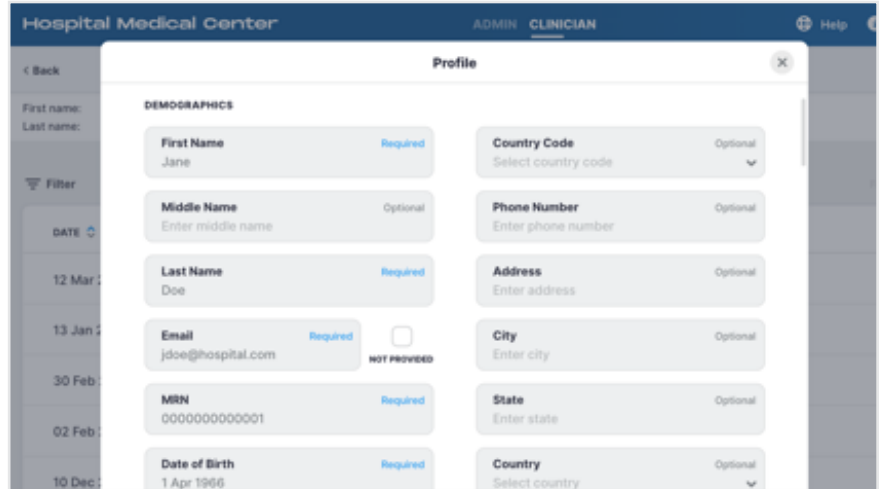 Hospital Medical Center
ADMIN CLINICIAN
Help
< Back
Profile
First name:
Last name:
DEMOGRAPHICS
First Name Required
Jane
Country Code Optional
Select country code
Filter
Middle Name Optional
Enter middle name
Phone Number Optional
Enter phone number
DATE
Last Name Required
Doe
Address Optional
Enter address
12 Mar
13 Jan
Email Required
jdoe@hospital.com
NOT PROVIDED
City Optional
Enter city
30 Feb
MRN Required
0000000000001
State Optional
Enter state
02 Feb
Date of Birth Required
1 Apr 1966
Country Optional
Select country
10 Dec